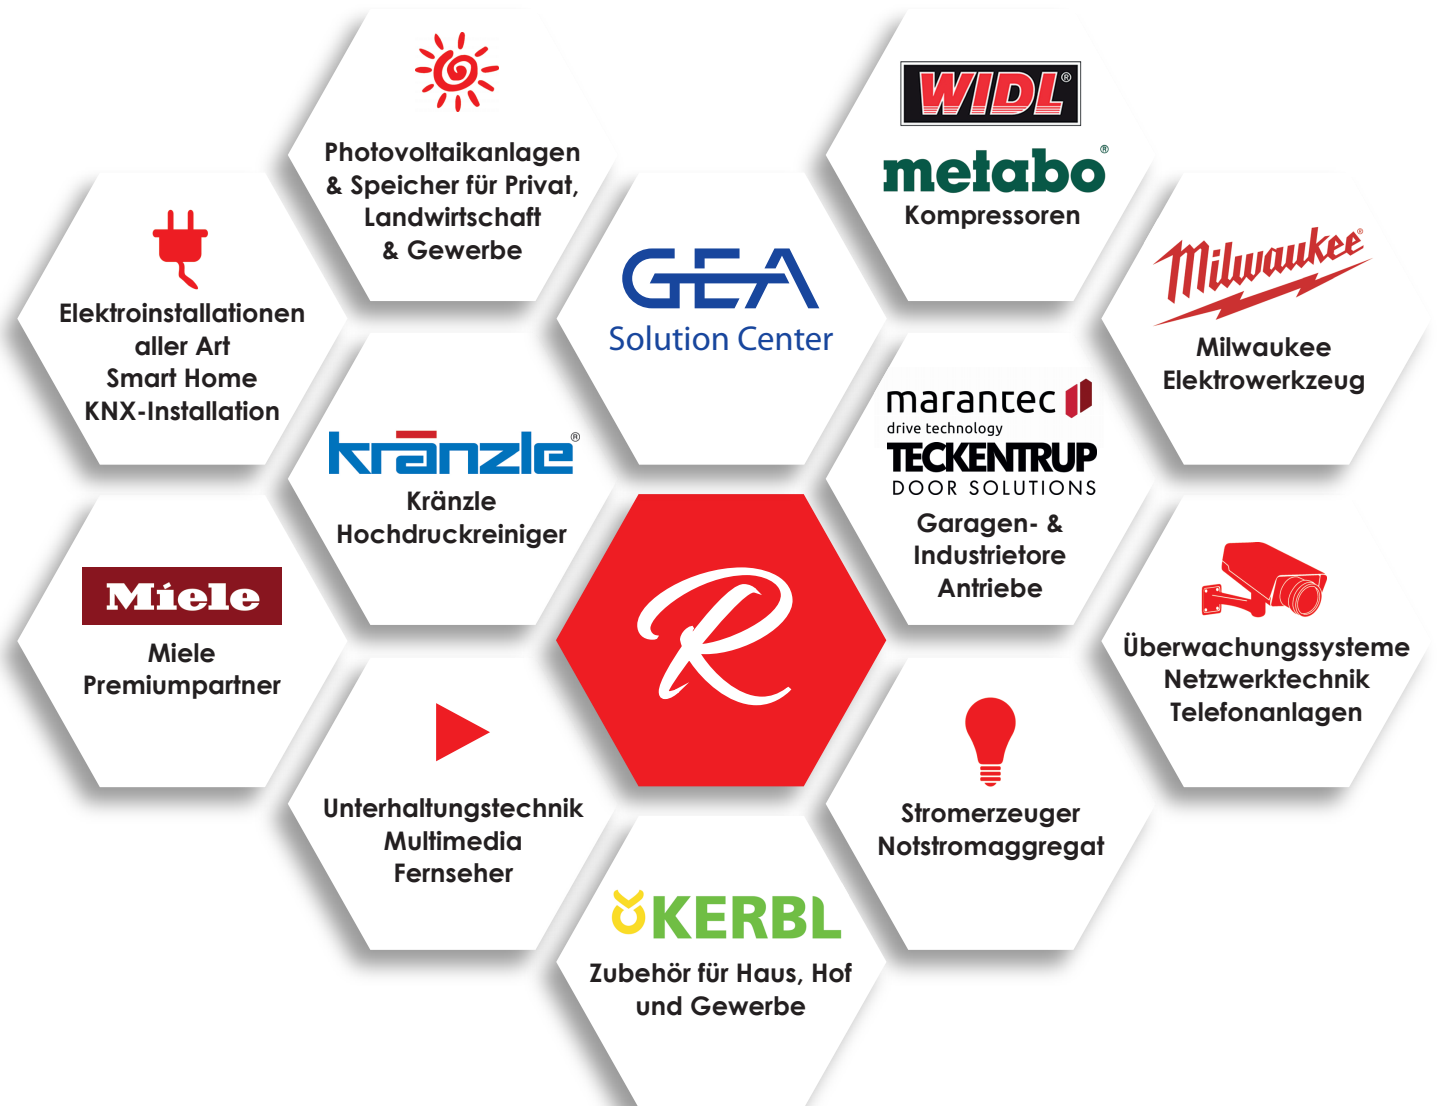 Photovoltaikanlagen
& Speicher für Privat,
Landwirtschaft
& Gewerbe
WIDL®
metabo®
Kompressoren
Elektroinstallationen
aller Art
Smart Home
KNX-Installation
GEA
Solution Center
Milwaukee®
Milwaukee
Elektrowerkzeug
kränzle®
Kränzle
Hochdruckreiniger
marantec
drive technology
TECKENTRUP
DOOR SOLUTIONS
Garagen- &
Industrietore
Antriebe
Miele
Miele
Premiumpartner
R
Überwachungssysteme
Netzwerktechnik
Telefonanlagen
Unterhaltungstechnik
Multimedia
Fernseher
Stromerzeuger
Notstromaggregat
KERBL
Zubehör für Haus, Hof
und Gewerbe